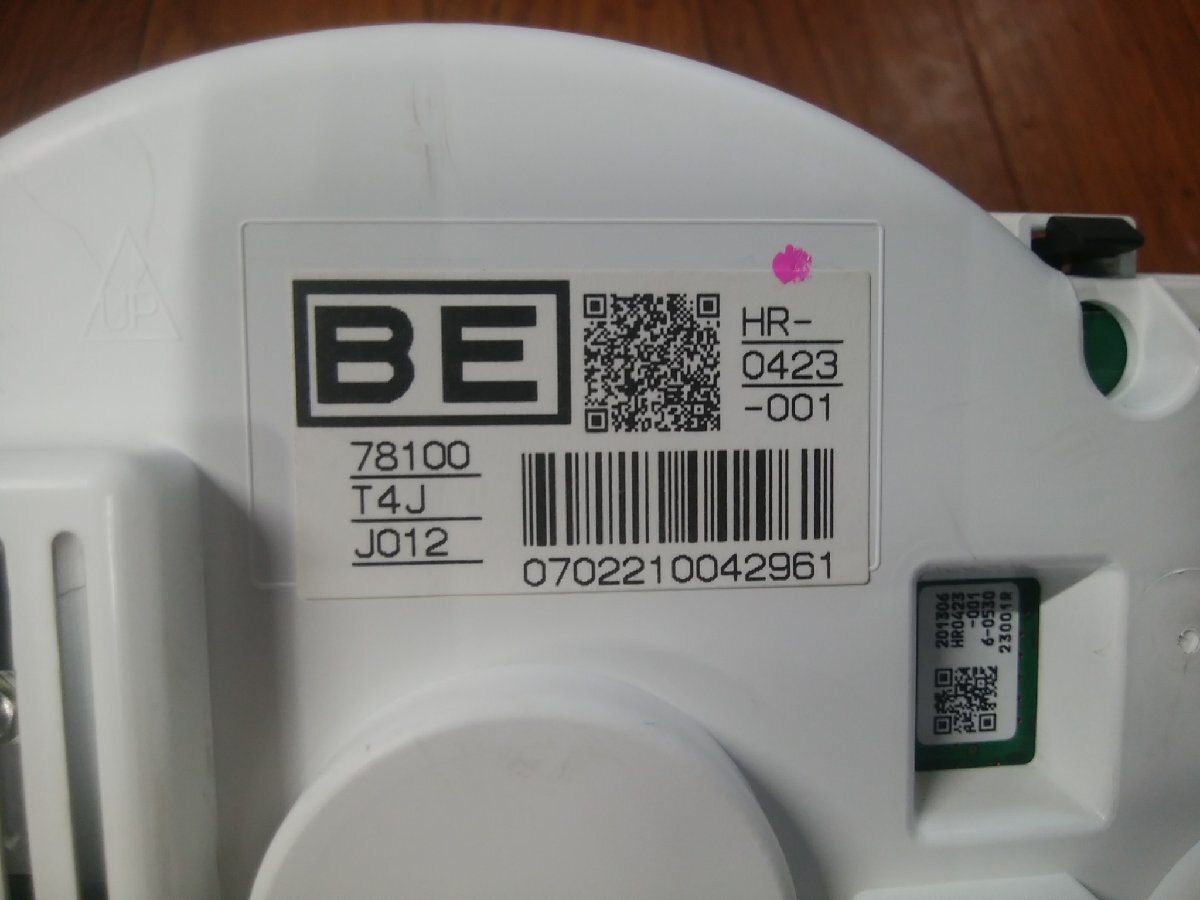 UP
BE
HR-
0423
-001
78100
T4J
J012
0702210042961
201306
HR0423
-001
6-0530
23001R